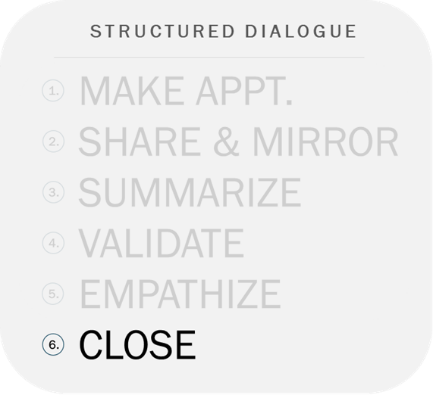 STRUCTURED DIALOGUE
1. MAKE APPT.
2. SHARE & MIRROR
3. SUMMARIZE
4. VALIDATE
5. EMPATHIZE
6. CLOSE